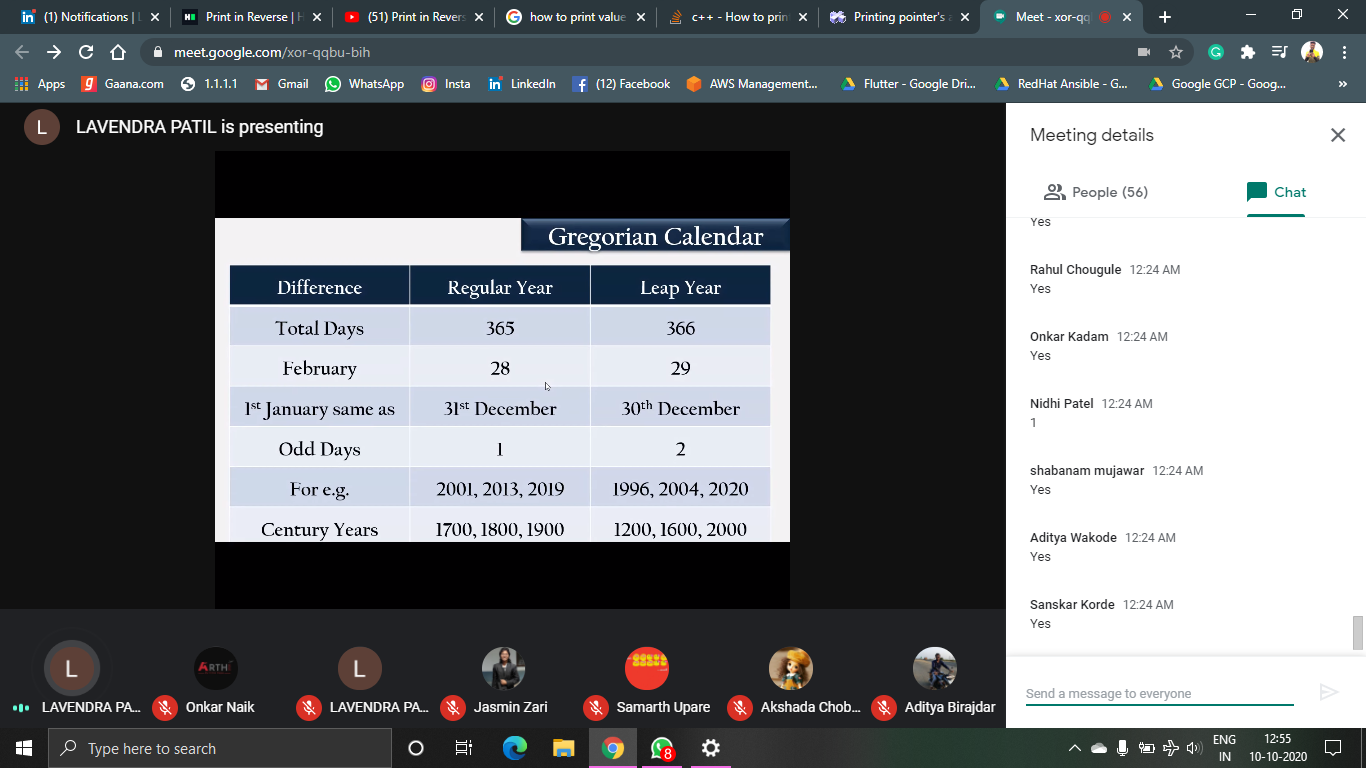 (1) Notifications | L
Print in Reverse | H
(51) Print in Revers
how to print value
c++ - How to prin
Printing pointer's a
Meet - xor-qq
meet.google.com/xor-qqbu-bih
Apps
Gaana.com
1.1.1.1
Gmail
WhatsApp
Insta
LinkedIn
(12) Facebook
AWS Management...
Flutter - Google Dri...
RedHat Ansible - G...
Google GCP - Goog...
»
L LAVENDRA PATIL is presenting
Gregorian Calendar
Difference Regular Year Leap Year
Total Days 365 366
February 28 29
1st January same as 31st December 30th December
Odd Days 1 2
For e.g. 2001, 2013, 2019 1996, 2004, 2020
Century Years 1700, 1800, 1900 1200, 1600, 2000
L LAVENDRA PA...
ARTH Onkar Naik
L LAVENDRA PA...
Jasmin Zari
Samarth Upare
Akshada Chob...
Aditya Birajdar
Meeting details
People (56) Chat
Yes
Rahul Chougule 12:24 AM
Yes
Onkar Kadam 12:24 AM
Yes
Nidhi Patel 12:24 AM
1
shabanam mujawar 12:24 AM
Yes
Aditya Wakode 12:24 AM
Yes
Sanskar Korde 12:24 AM
Yes
Send a message to everyone
Type here to search
8
ENG
IN
12:55
10-10-2020